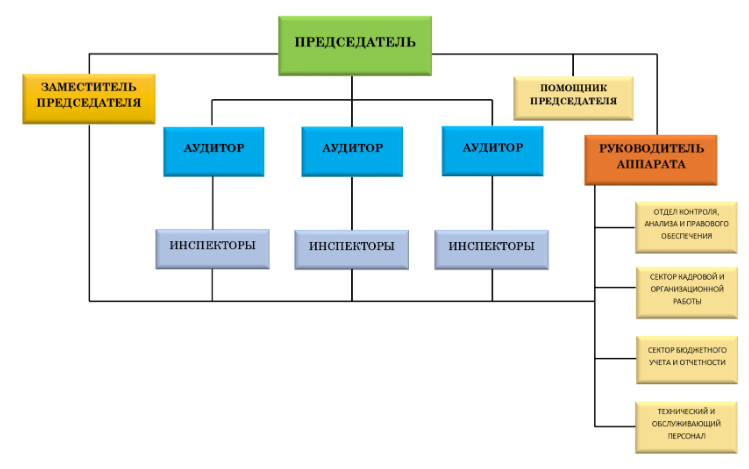 ПРЕДСЕДАТЕЛЬ
ЗАМЕСТИТЕЛЬ
ПРЕДСЕДАТЕЛЯ
ПОМОЩНИК
ПРЕДСЕДАТЕЛЯ
АУДИТОР
АУДИТОР
АУДИТОР
РУКОВОДИТЕЛЬ
АППАРАТА
ИНСПЕКТОРЫ
ИНСПЕКТОРЫ
ИНСПЕКТОРЫ
ОТДЕЛ КОНТРОЛЯ,
АНАЛИЗА И ПРАВОВОГО
ОБЕСПЕЧЕНИЯ
СЕКТОР КАДРОВОЙ И
ОРГАНИЗАЦИОННОЙ
РАБОТЫ
СЕКТОР БЮДЖЕТНОГО
УЧЕТА И ОТЧЕТНОСТИ
ТЕХНИЧЕСКИЙ И
ОБСЛУЖИВАЮЩИЙ
ПЕРСОНАЛ